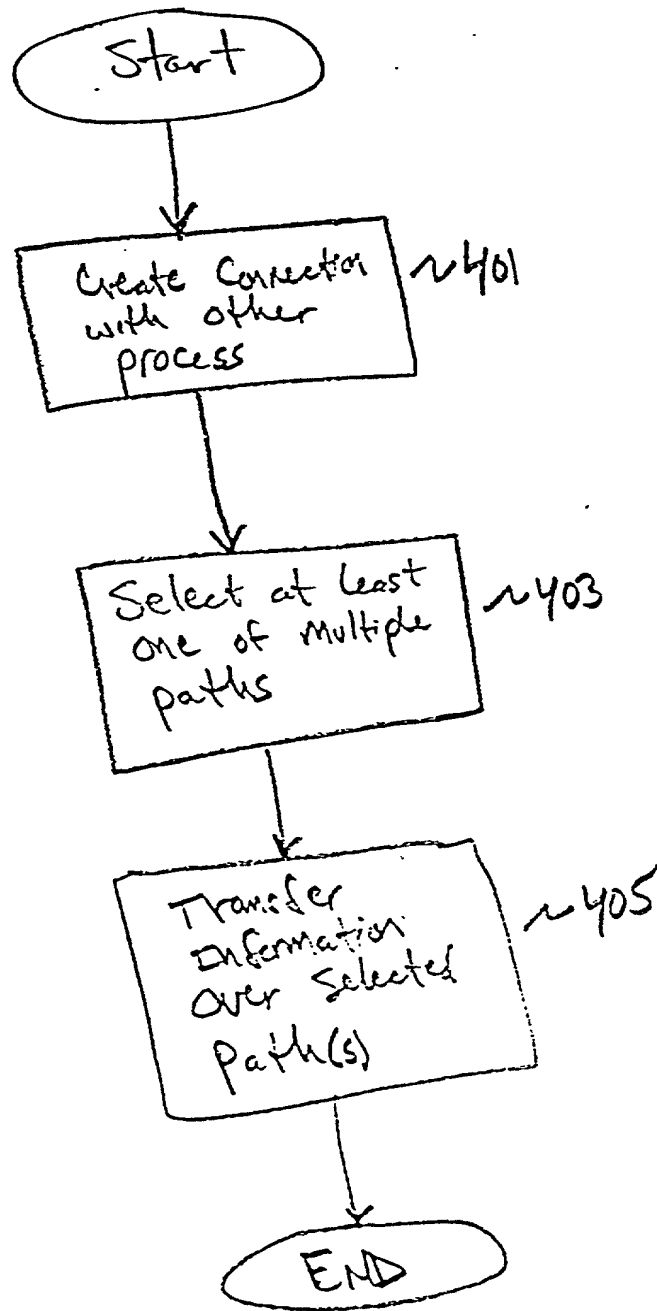 Start
Create Connection
with other
process
~401
Select at least
one of Multiple
paths
~403
Transfer
Information
Over Selected
Path(s)
~405
END